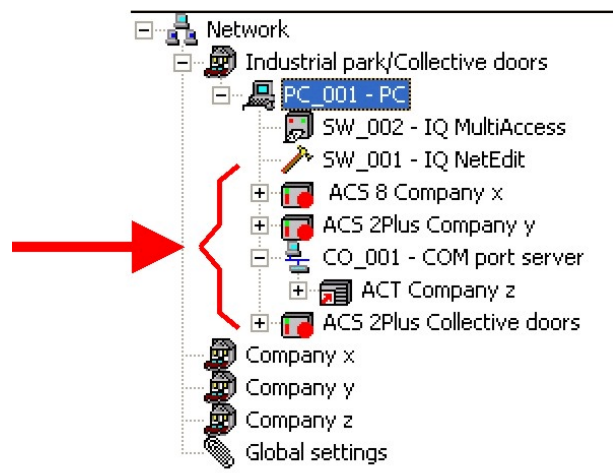 Network
Industrial park/Collective doors
PC_001 - PC
SW_002 - IQ MultiAccess
SW_001 - IQ NetEdit
ACS 8 Company x
ACS 2Plus Company y
CO_001 - COM port server
ACT Company z
ACS 2Plus Collective doors
Company x
Company y
Company z
Global settings